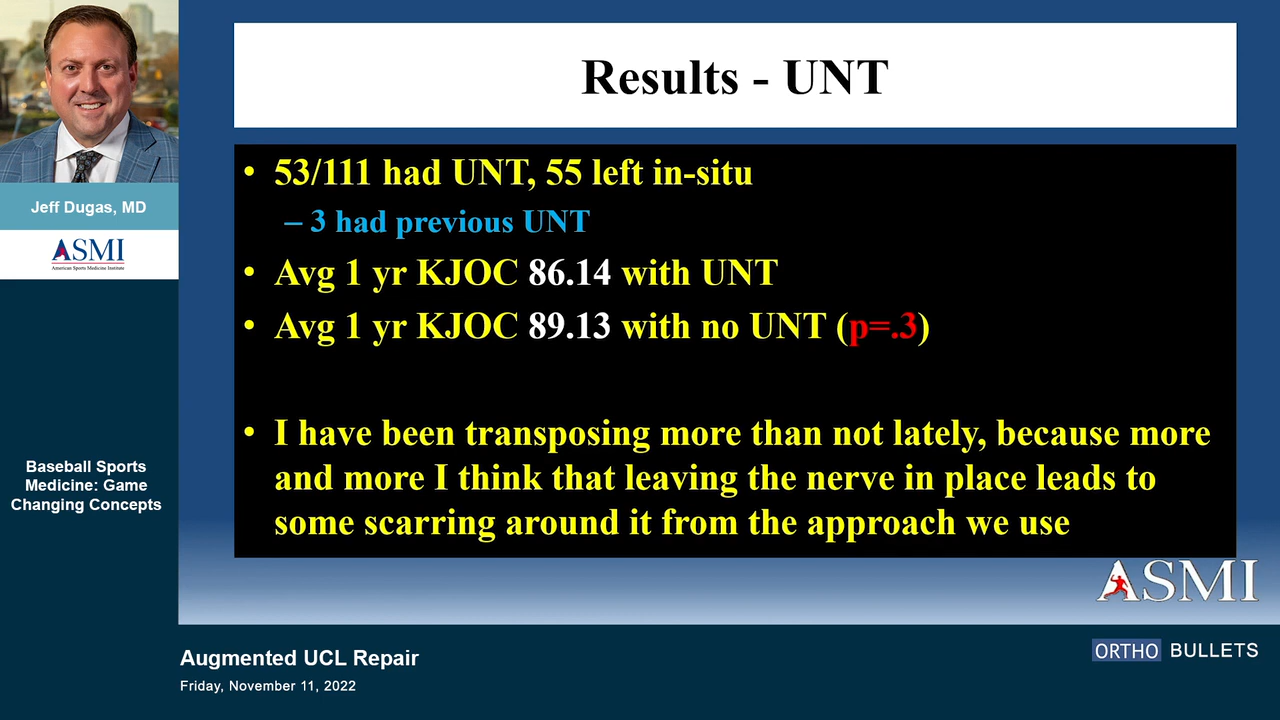 Results - UNT
• 53/111 had UNT, 55 left in-situ
– 3 had previous UNT
• Avg 1 yr KJOC 86.14 with UNT
• Avg 1 yr KJOC 89.13 with no UNT (p=.3)
• I have been transposing more than not lately, because more
and more I think that leaving the nerve in place leads to
some scarring around it from the approach we use
Jeff Dugas, MD
ASMI
American Sports Medicine Institute
Baseball Sports
Medicine: Game
Changing Concepts
ASMI
Augmented UCL Repair
Friday, November 11, 2022
ORTHO BULLETS